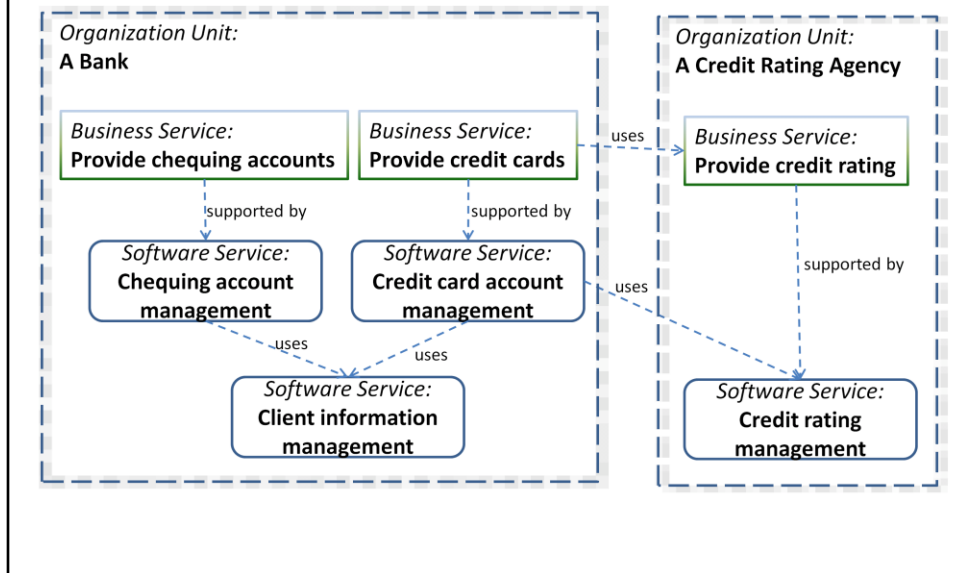 Organization Unit:
A Bank
Business Service:
Provide chequing accounts
Business Service:
Provide credit cards
supported by
supported by
Software Service:
Chequing account
management
Software Service:
Credit card account
management
uses
uses
Software Service:
Client information
management
uses
uses
Organization Unit:
A Credit Rating Agency
Business Service:
Provide credit rating
supported by
Software Service:
Credit rating
management